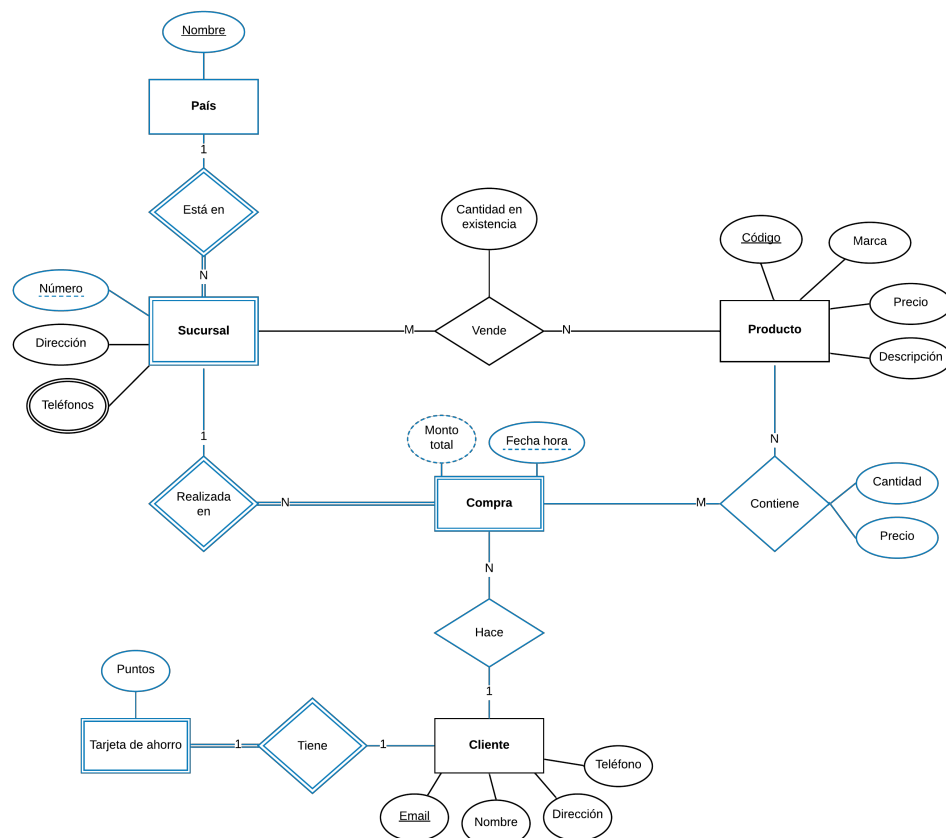 Nombre
País
1
Está en
N
Número
Dirección
Teléfonos
Sucursal
M
Vende
N
Cantidad en
existencia
Código
Marca
Precio
Descripción
Producto
1
Realizada
en
N
Monto
total
Fecha hora
Compra
M
N
Contiene
Cantidad
Precio
N
Hace
1
Puntos
Tarjeta de ahorro
1
Tiene
1
Cliente
Teléfono
Email
Nombre
Dirección